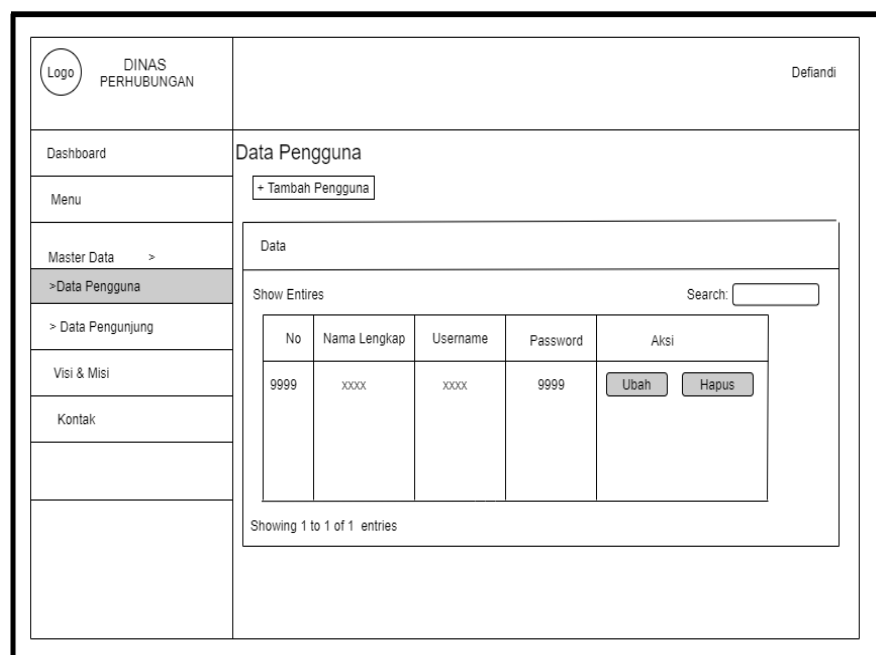 Logo
DINAS
PERHUBUNGAN
Defiandi
Dashboard
Menu
Master Data >
>Data Pengguna
> Data Pengunjung
Visi & Misi
Kontak
Data Pengguna
+ Tambah Pengguna
Data
Show Entires
Search:
No Nama Lengkap Username Password Aksi
9999 xxxx xxxx 9999 Ubah Hapus
Showing 1 to 1 of 1 entries